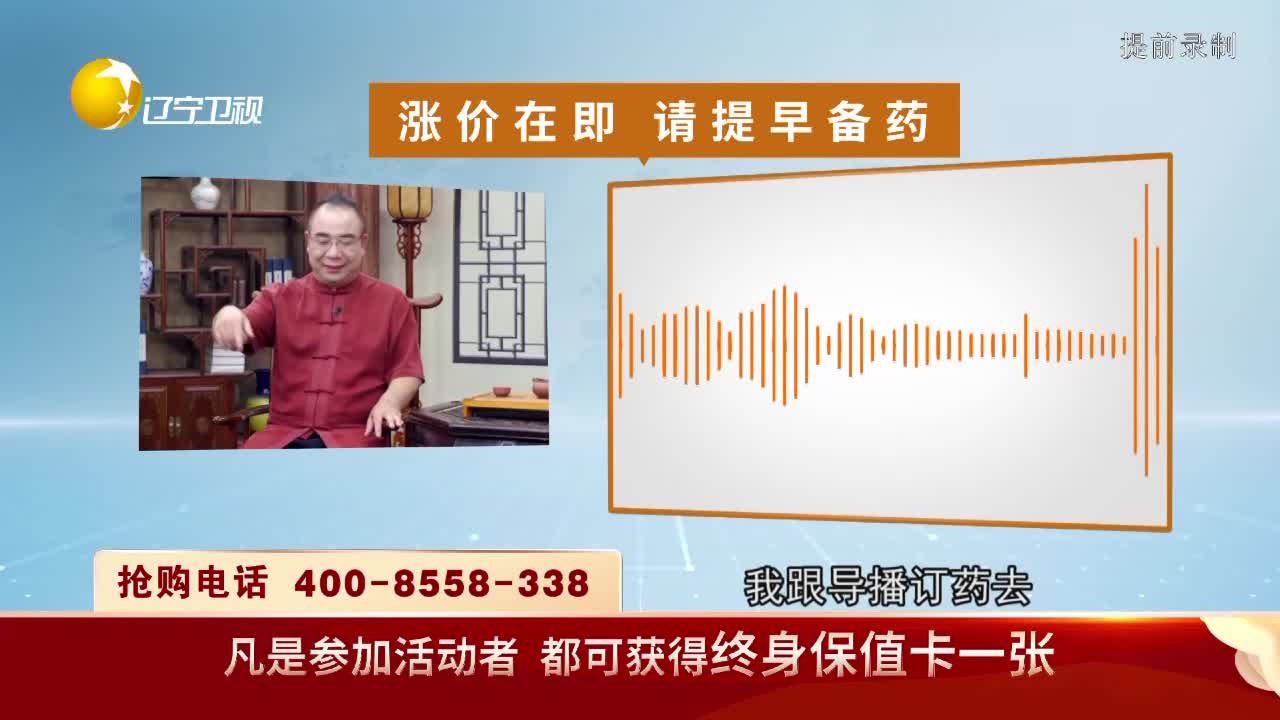 提前录制
辽宁卫视
涨价在即 请提早备药
抢购电话 400-8558-338
我跟导播订药去
凡是参加活动者 都可获得终身保值卡一张